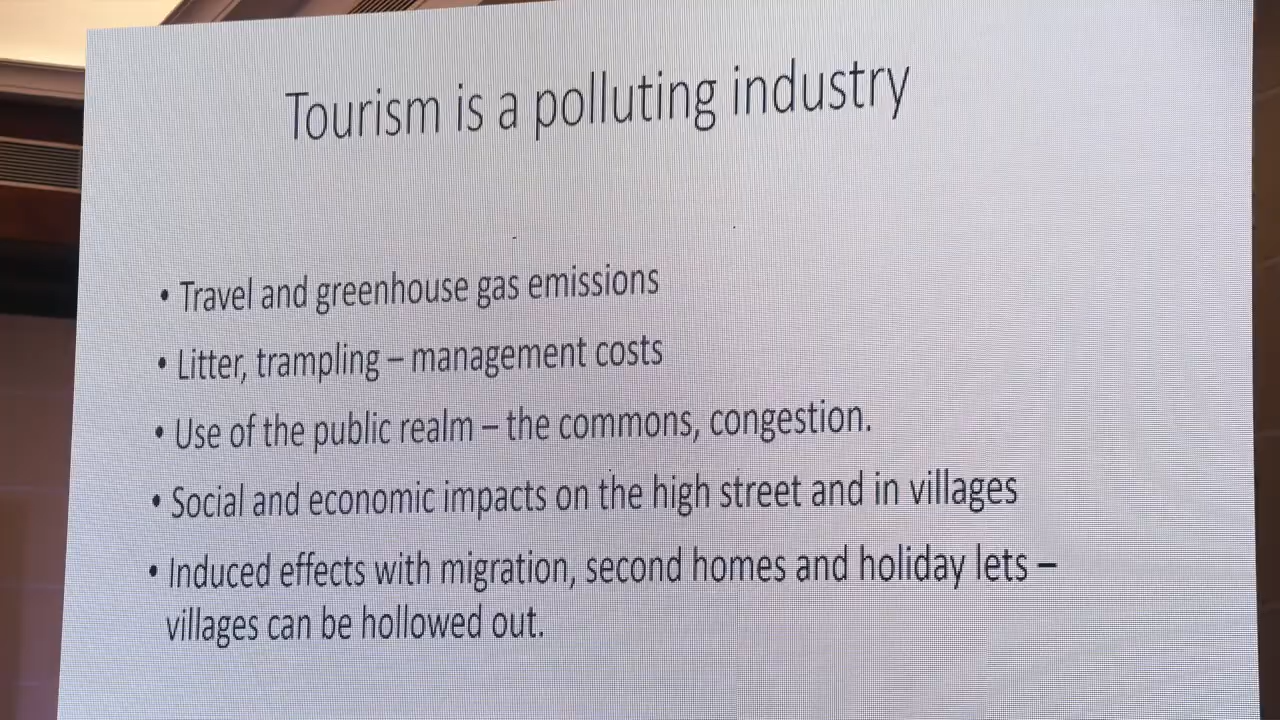 Tourism is a polluting industry
• Travel and greenhouse gas emissions
• Litter, trampling – management costs
• Use of the public realm – the commons, congestion.
• Social and economic impacts on the high street and in villages
• Induced effects with migration, second homes and holiday lets –
villages can be hollowed out.